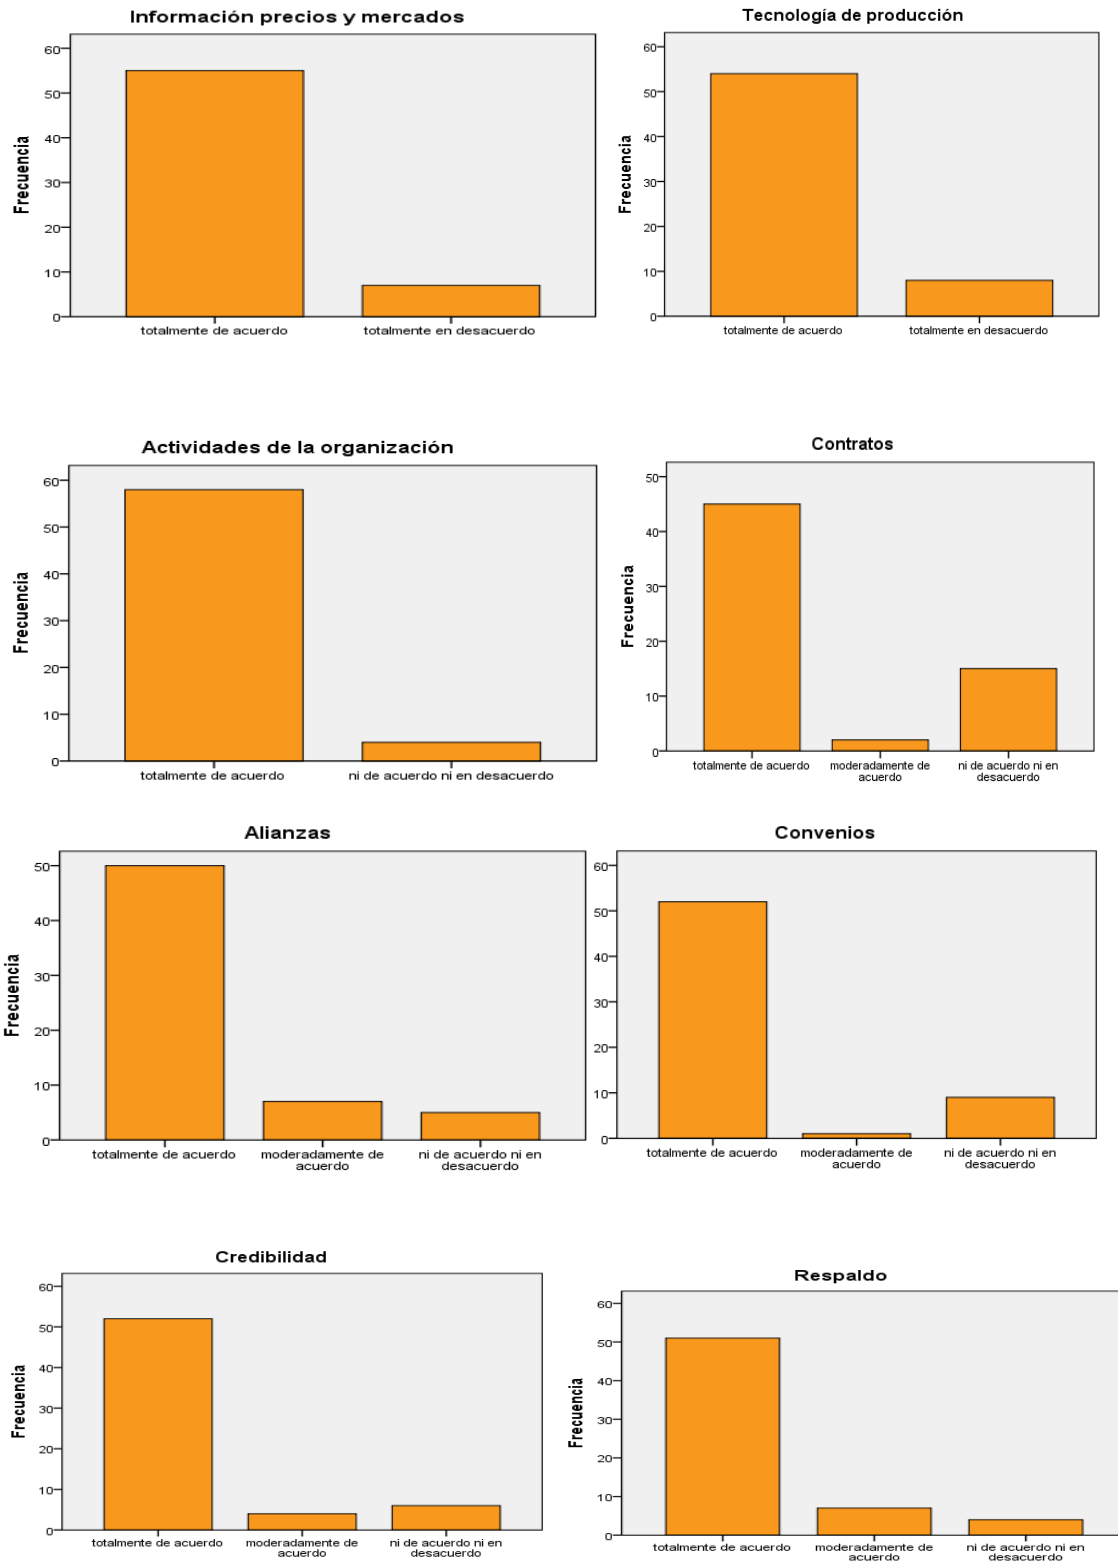 Información precios y mercados
Frecuencia
60
50
40
30
20
10
0
totalmente de acuerdo
totalmente en desacuerdo
Tecnología de producción
Frecuencia
60
50
40
30
20
10
0
totalmente de acuerdo
totalmente en desacuerdo
Actividades de la organización
Frecuencia
60
50
40
30
20
10
0
totalmente de acuerdo
ni de acuerdo ni en desacuerdo
Contratos
Frecuencia
50
40
30
20
10
0
totalmente de acuerdo
moderadamente de
acuerdo
ni de acuerdo ni en
desacuerdo
Alianzas
Frecuencia
50
40
30
20
10
0
totalmente de acuerdo
moderadamente de
acuerdo
ni de acuerdo ni en
desacuerdo
Convenios
60
50
40
30
20
10
0
totalmente de acuerdo
moderadamente de
acuerdo
ni de acuerdo ni en
desacuerdo
Credibilidad
Frecuencia
60
50
40
30
20
10
0
totalmente de acuerdo
moderadamente de
acuerdo
ni de acuerdo ni en
desacuerdo
Respaldo
Frecuencia
60
50
40
30
20
10
0
totalmente de acuerdo
moderadamente de
acuerdo
ni de acuerdo ni en
desacuerdo